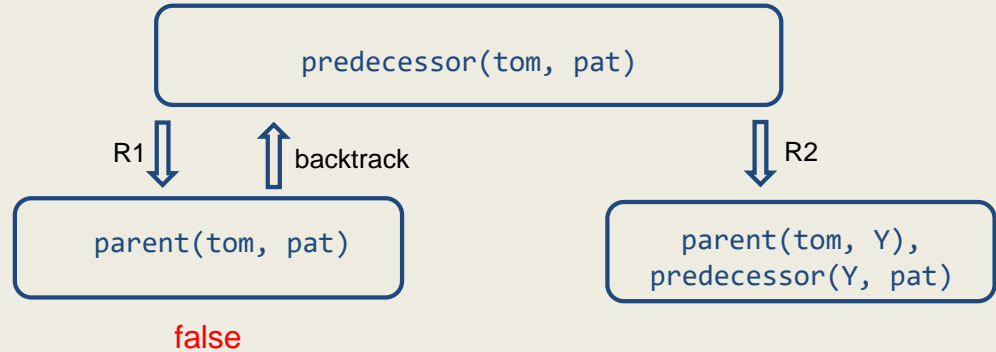 predecessor(tom, pat)
R1
backtrack
R2
parent(tom, pat)
parent(tom, Y),
predecessor(Y, pat)
false